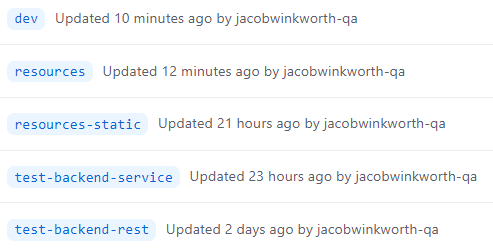 dev Updated 10 minutes ago by jacobwinkworth-qa
resources Updated 12 minutes ago by jacobwinkworth-qa
resources-static Updated 21 hours ago by jacobwinkworth-qa
test-backend-service Updated 23 hours ago by jacobwinkworth-qa
test-backend-rest Updated 2 days ago by jacobwinkworth-qa